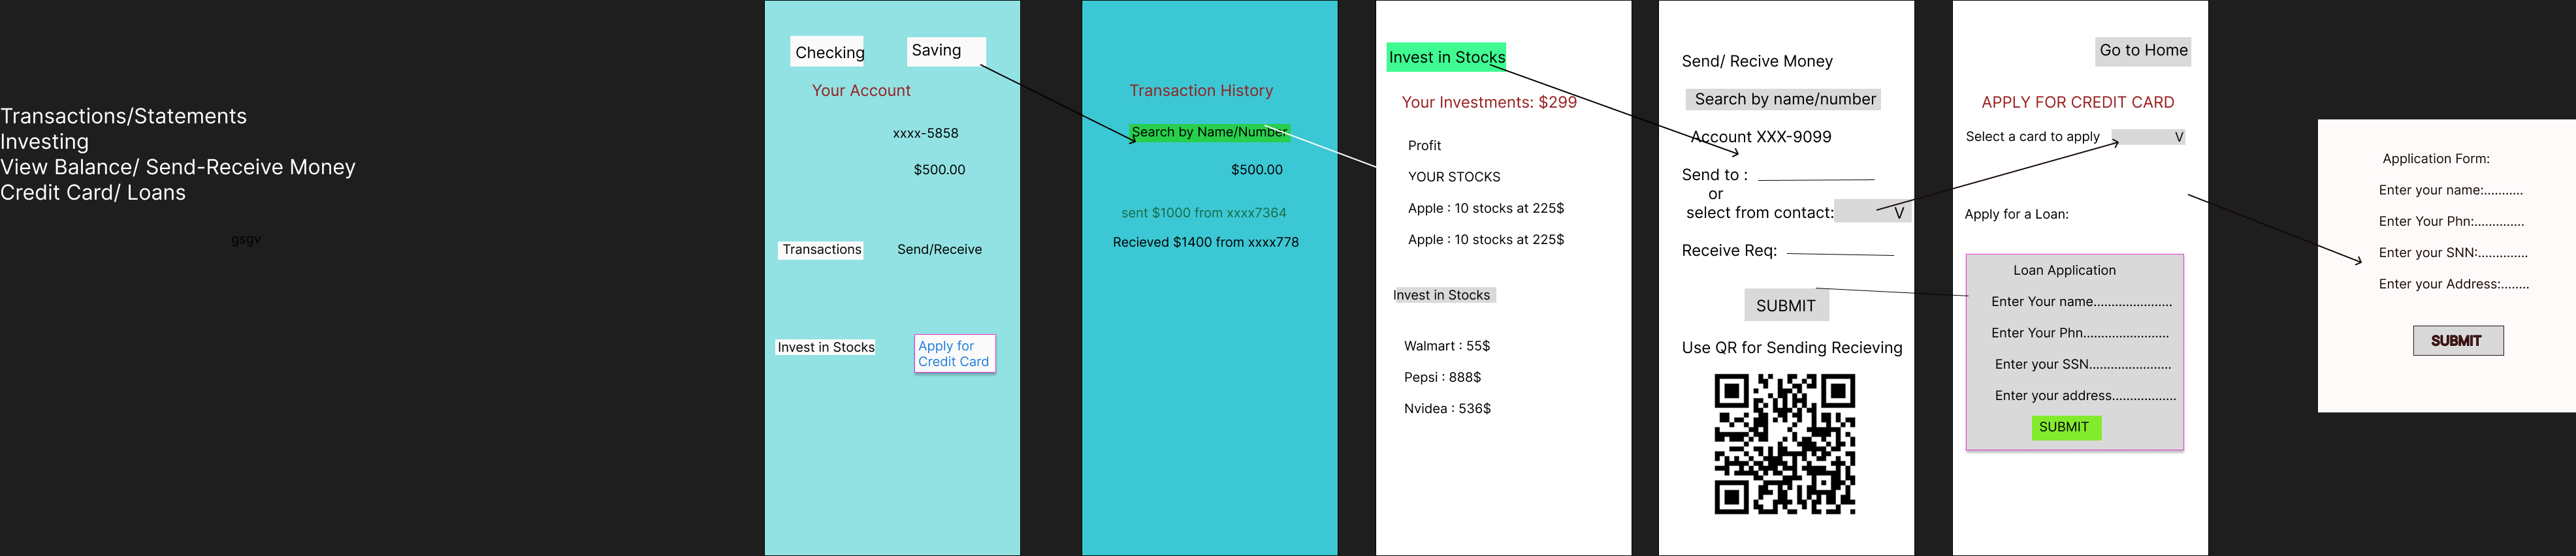 Transactions/Statements
Investing
View Balance/ Send-Receive Money
Credit Card/ Loans
gsgv
Checking
Saving
Your Account
xxxx-5858
$500.00
Transactions
Send/Receive
Invest in Stocks
Apply for
Credit Card
Transaction History
Search by Name/Number
$500.00
sent $1000 from xxxx7364
Recieved $1400 from xxxx778
Invest in Stocks
Your Investments: $299
Profit
YOUR STOCKS
Apple : 10 stocks at 225$
Apple : 10 stocks at 225$
Invest in Stocks
Walmart : 55$
Pepsi : 888$
Nvidea : 536$
Send/ Recive Money
Search by name/number
Account XXX-9099
Send to :
or
select from contact: V
Receive Req:
SUBMIT
Use QR for Sending Recieving
Go to Home
APPLY FOR CREDIT CARD
Select a card to apply V
Apply for a Loan:
Loan Application
Enter Your name......................
Enter Your Phn........................
Enter your SSN.......................
Enter your address..................
SUBMIT
Application Form:
Enter your name:...........
Enter Your Phn:..............
Enter your SNN:..............
Enter your Address:........
SUBMIT